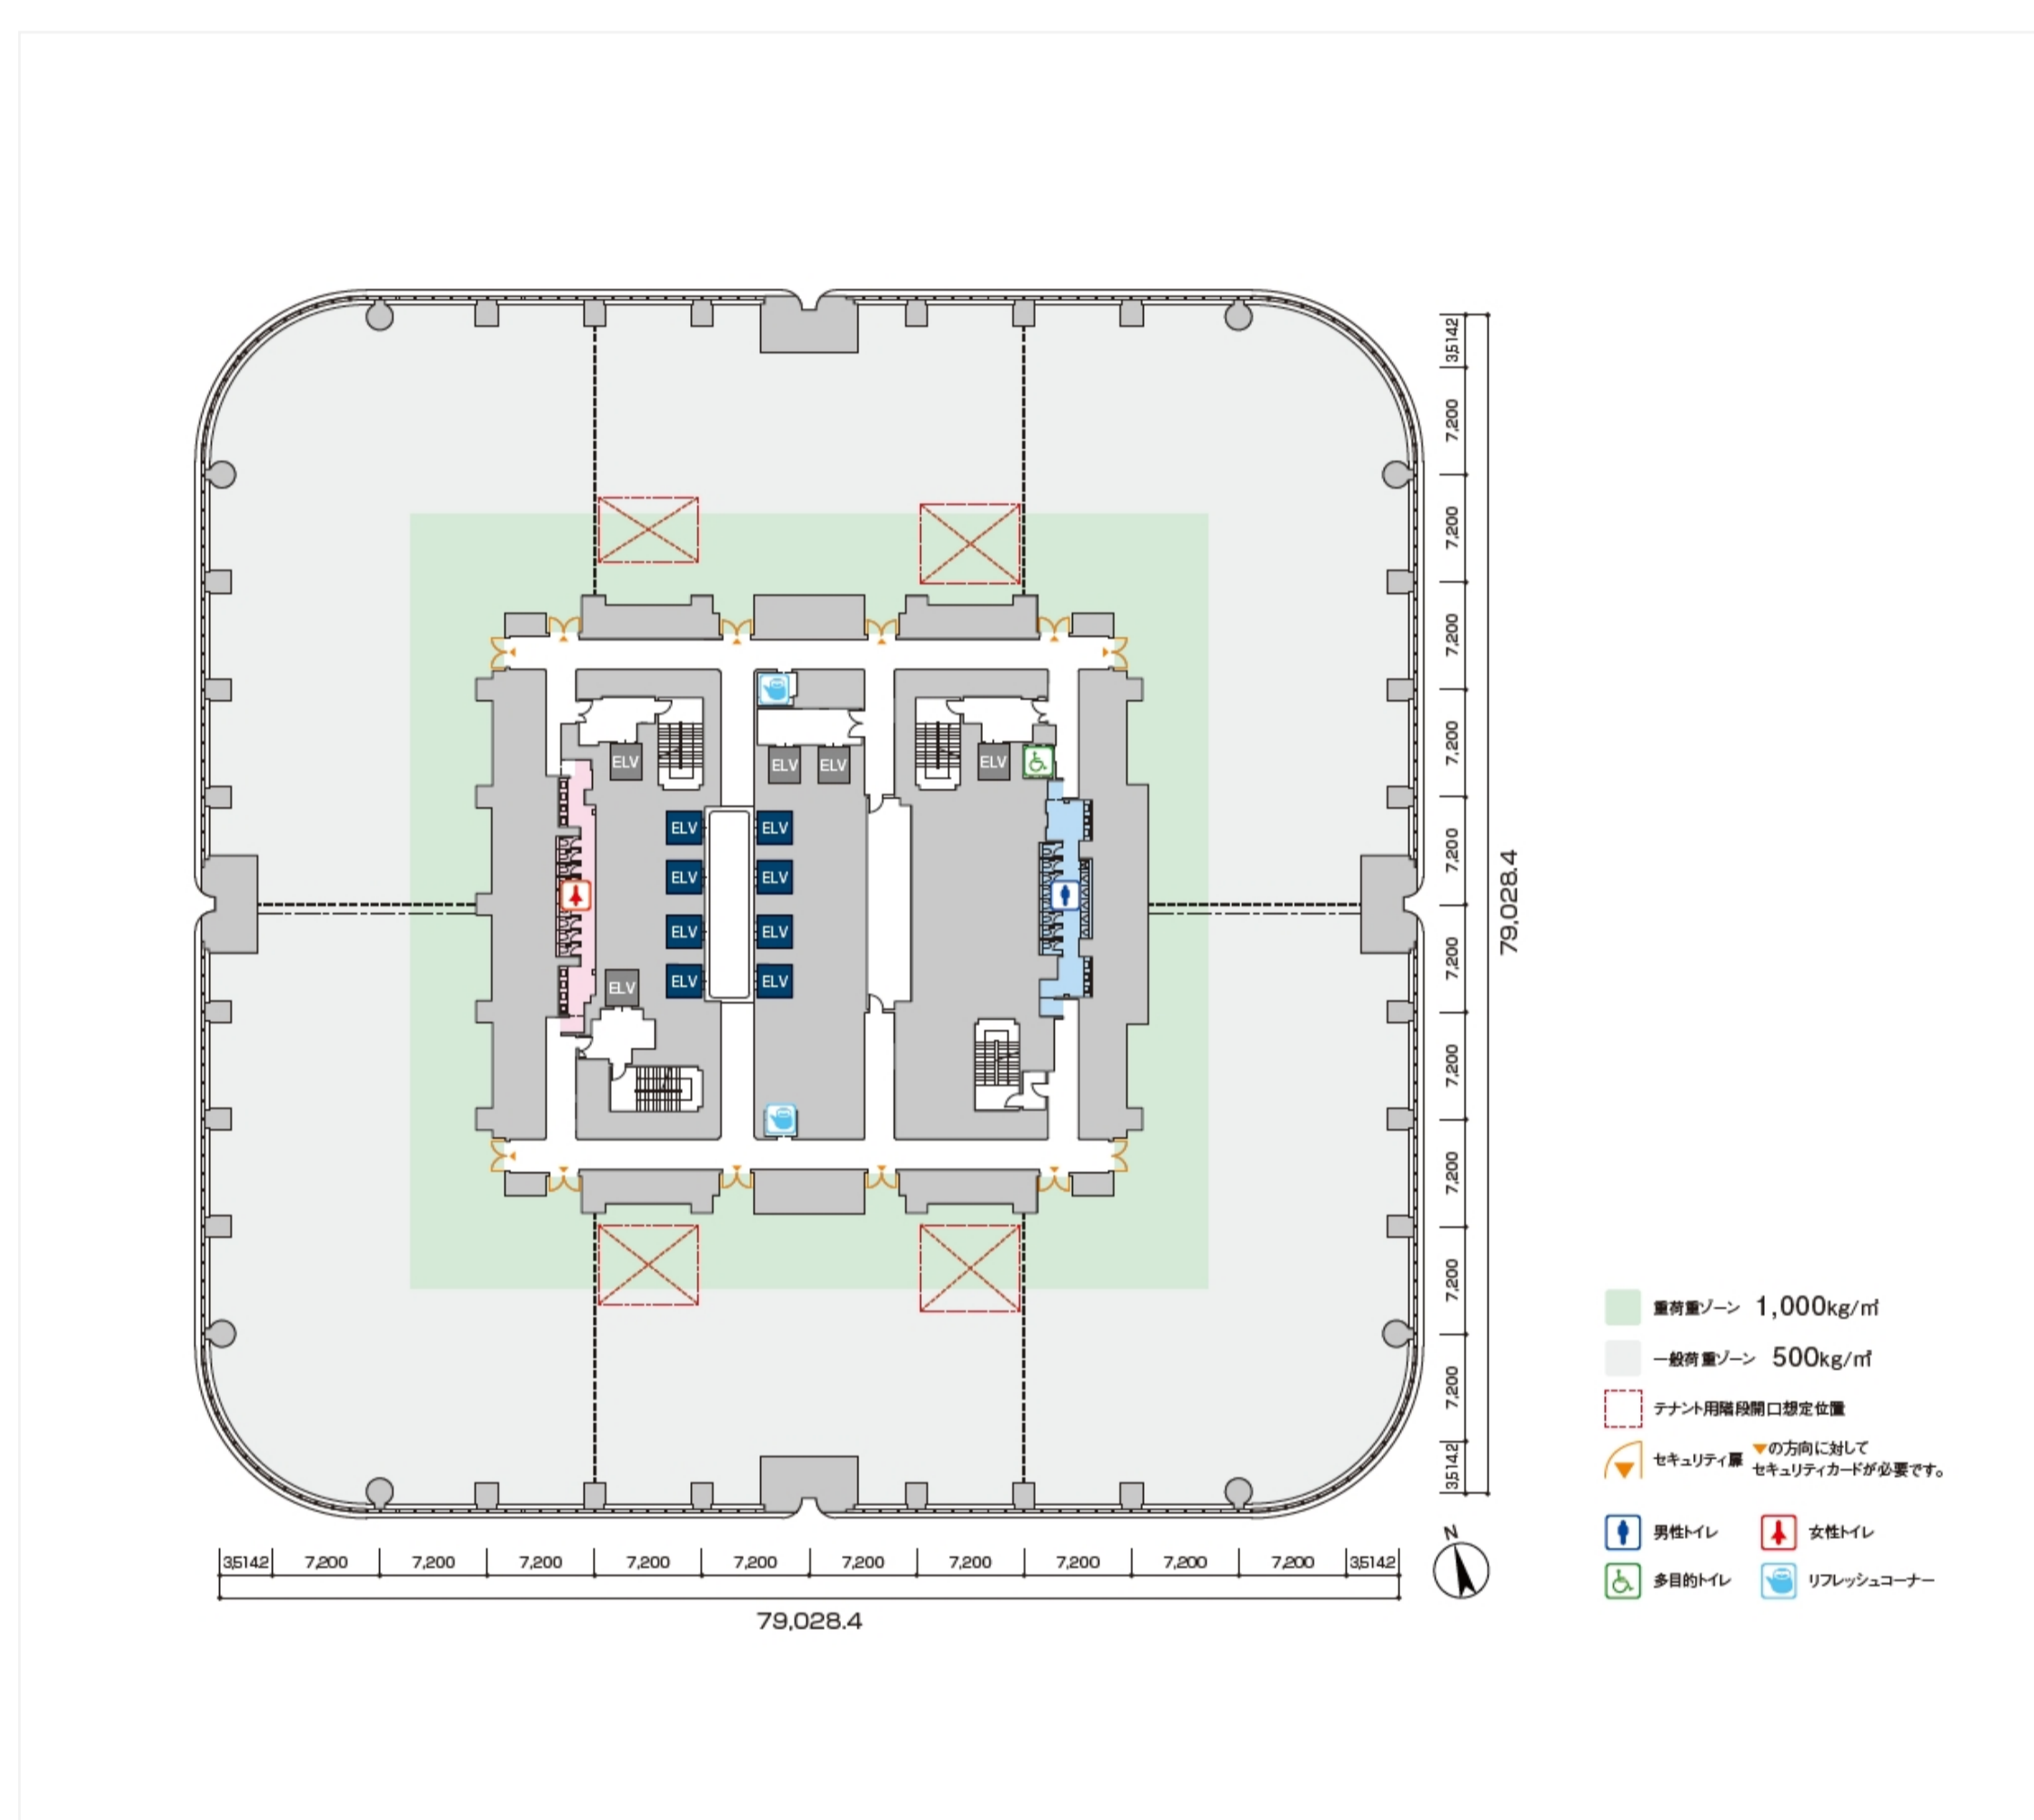 ELV
ELV
ELV
ELV
ELV
ELV
ELV
ELV
ELV
ELV
ELV
ELV
ELV
3,514.2
7,200
7,200
7,200
7,200
7,200
7,200
7,200
7,200
7,200
7,200
3,514.2
79,028.4
重荷重ゾーン 1,000kg/㎡
一般荷重ゾーン 500kg/㎡
テナント用階段開口想定位置
セキュリティ扉 ▼の方向に対して
セキュリティカードが必要です。
N
男性トイレ 女性トイレ
多目的トイレ リフレッシュコーナー
3,514.2 7,200 7,200 7,200 7,200 7,200 7,200 7,200 7,200 7,200 7,200 3,514.2
79,028.4